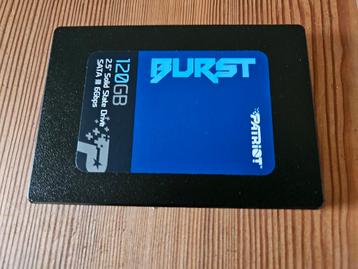 BURST
PATRIOT
120GB
2.5" Solid State Drive
SATA III 6Gbps